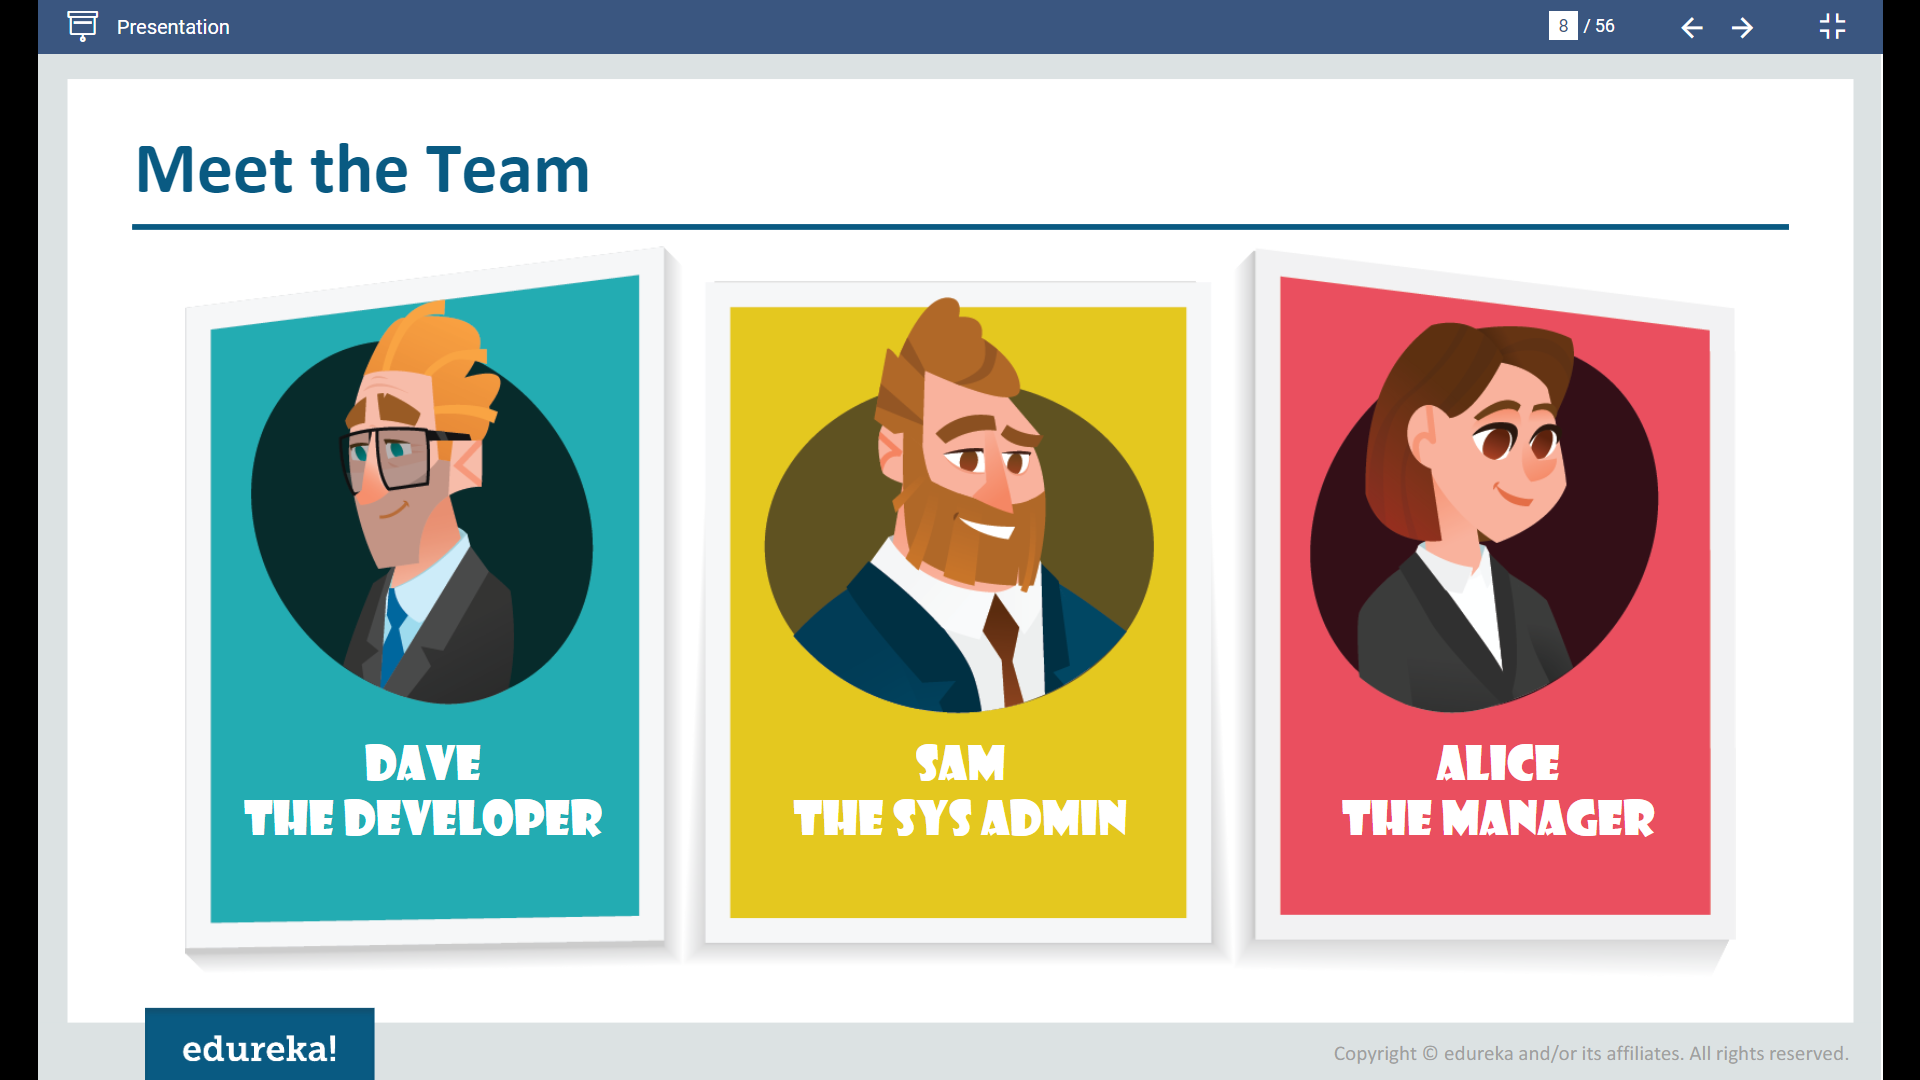 Presentation
8 / 56
Meet the Team
DAVE
THE DEVELOPER
SAM
THE SYS ADMIN
ALICE
THE MANAGER
edureka!
Copyright © edureka and/or its affiliates. All rights reserved.